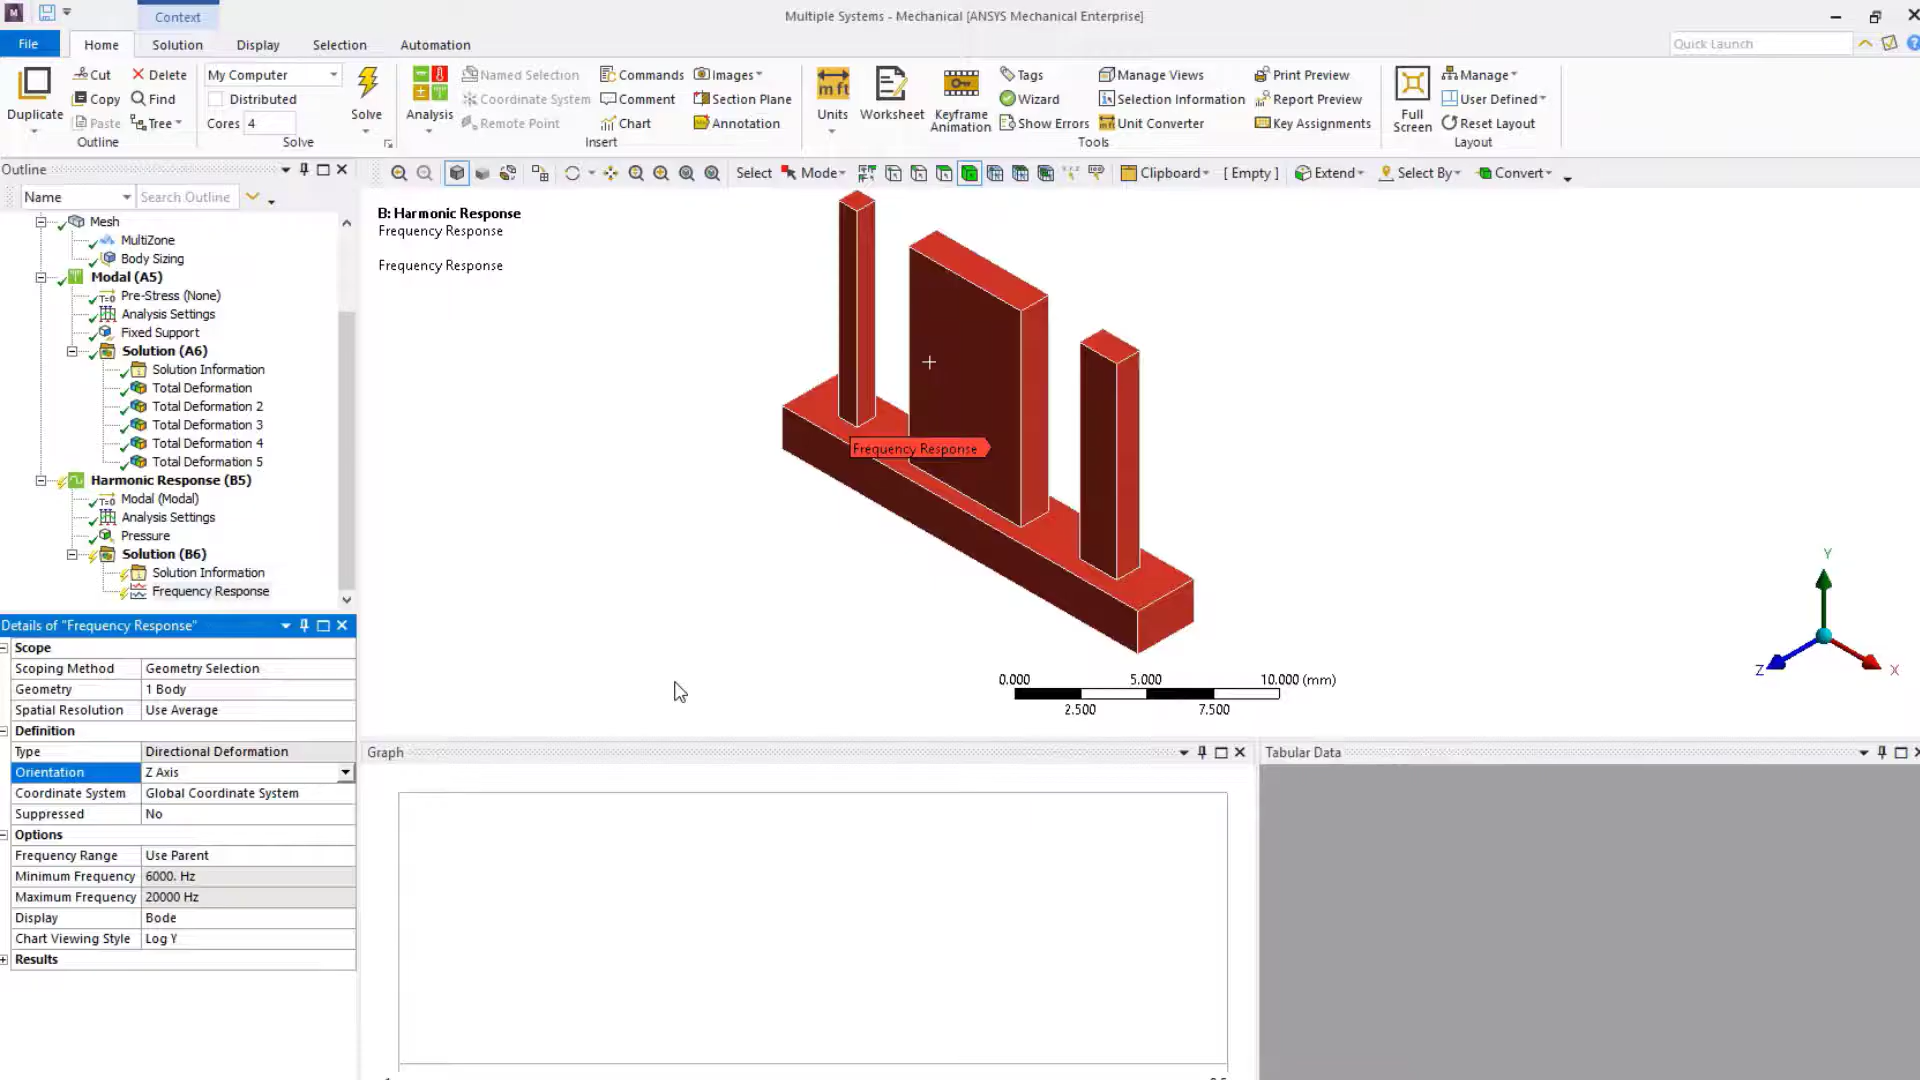 Context
Multiple Systems - Mechanical [ANSYS Mechanical Enterprise]
File
Home
Solution
Display
Selection
Automation
Quick Launch
Duplicate
Cut
Delete
Copy
Find
Paste
Tree
Outline
My Computer
Distributed
Cores 4
Solve
Solve
Analysis
Named Selection
Coordinate System
Remote Point
Commands
Comment
Chart
Images
Section Plane
Annotation
Insert
Units
Worksheet
Keyframe
Animation
Tags
Wizard
Show Errors
Manage Views
Selection Information
Unit Converter
Print Preview
Report Preview
Key Assignments
Tools
Full
Screen
Manage
User Defined
Reset Layout
Layout
Outline
Name
Search Outline
Select
Mode
Clipboard
[ Empty ]
Extend
Select By
Convert
Mesh
MultiZone
Body Sizing
Modal (A5)
Pre-Stress (None)
Analysis Settings
Fixed Support
Solution (A6)
Solution Information
Total Deformation
Total Deformation 2
Total Deformation 3
Total Deformation 4
Total Deformation 5
Harmonic Response (B5)
Modal (Modal)
Analysis Settings
Pressure
Solution (B6)
Solution Information
Frequency Response
B: Harmonic Response
Frequency Response
Frequency Response
Frequency Response
0.000 5.000 10.000 (mm)
2.500 7.500
Y
Z
X
Details of "Frequency Response"
Scope
Scoping Method Geometry Selection
Geometry 1 Body
Spatial Resolution Use Average
Definition
Type Directional Deformation
Orientation Z Axis
Coordinate System Global Coordinate System
Suppressed No
Options
Frequency Range Use Parent
Minimum Frequency 6000. Hz
Maximum Frequency 20000 Hz
Display Bode
Chart Viewing Style Log Y
Results
Graph
Tabular Data